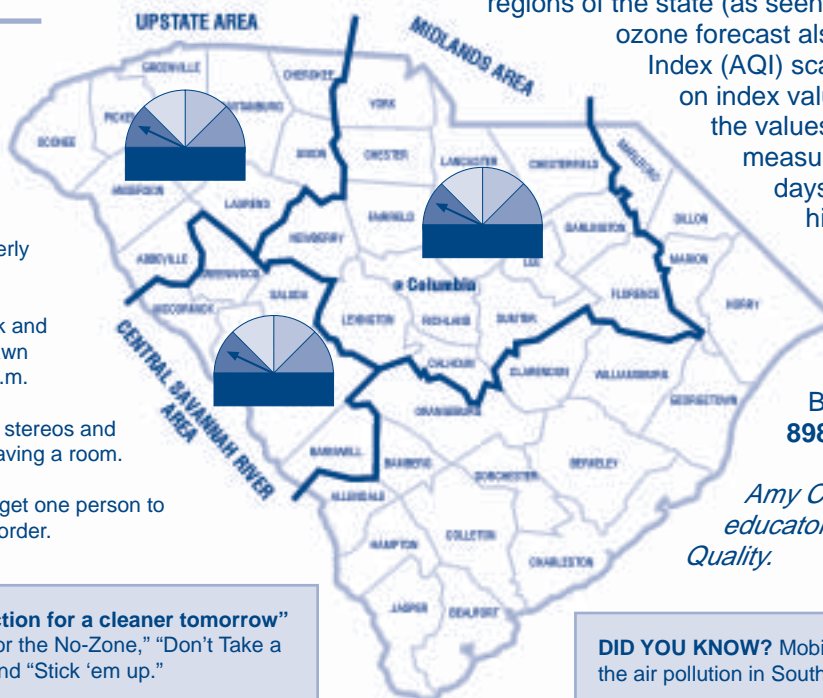 regions of the state (as seen
ozone forecast als
Index (AQI) sca
on index valu
the values
measu
days
hi
UPSTATE AREA
MIDLANDS AREA
CENTRAL SAVANNAH RIVER
AREA
GREENVILLE
CHEROKEE
PICKE
OCONEE
UNION
ANDERSON
LAURENS
ABBEVILLE
GREENWOOD
NEWBERRY
YORK
CHESTER
LANCASTER
CHESTERFIELD
MARLBORO
FAIRFIELD
DARLINGTON
DILLON
LEE
MARION
FLORENCE
HORRY
SALUDA
Columbia
LEXINGTON
RICHLAND
SUMTER
CALHOUN
CLARENDON
WILLIAMSBURG
GEORGETOWN
ORANGEBURG
BARNWELL
BAMBERG
DORCHESTER
BERKELEY
ALLENDALE
HAMPTON
COLLETON
CHARLESTON
JASPER
BEAUFORT
erly
k and
wn
.m.
stereos and
aving a room.
get one person to
order.
B
898
Amy C
educator
Quality.
ction for a cleaner tomorrow”
or the No-Zone,” “Don’t Take a
nd “Stick ‘em up.”
DID YOU KNOW? Mobi
the air pollution in South